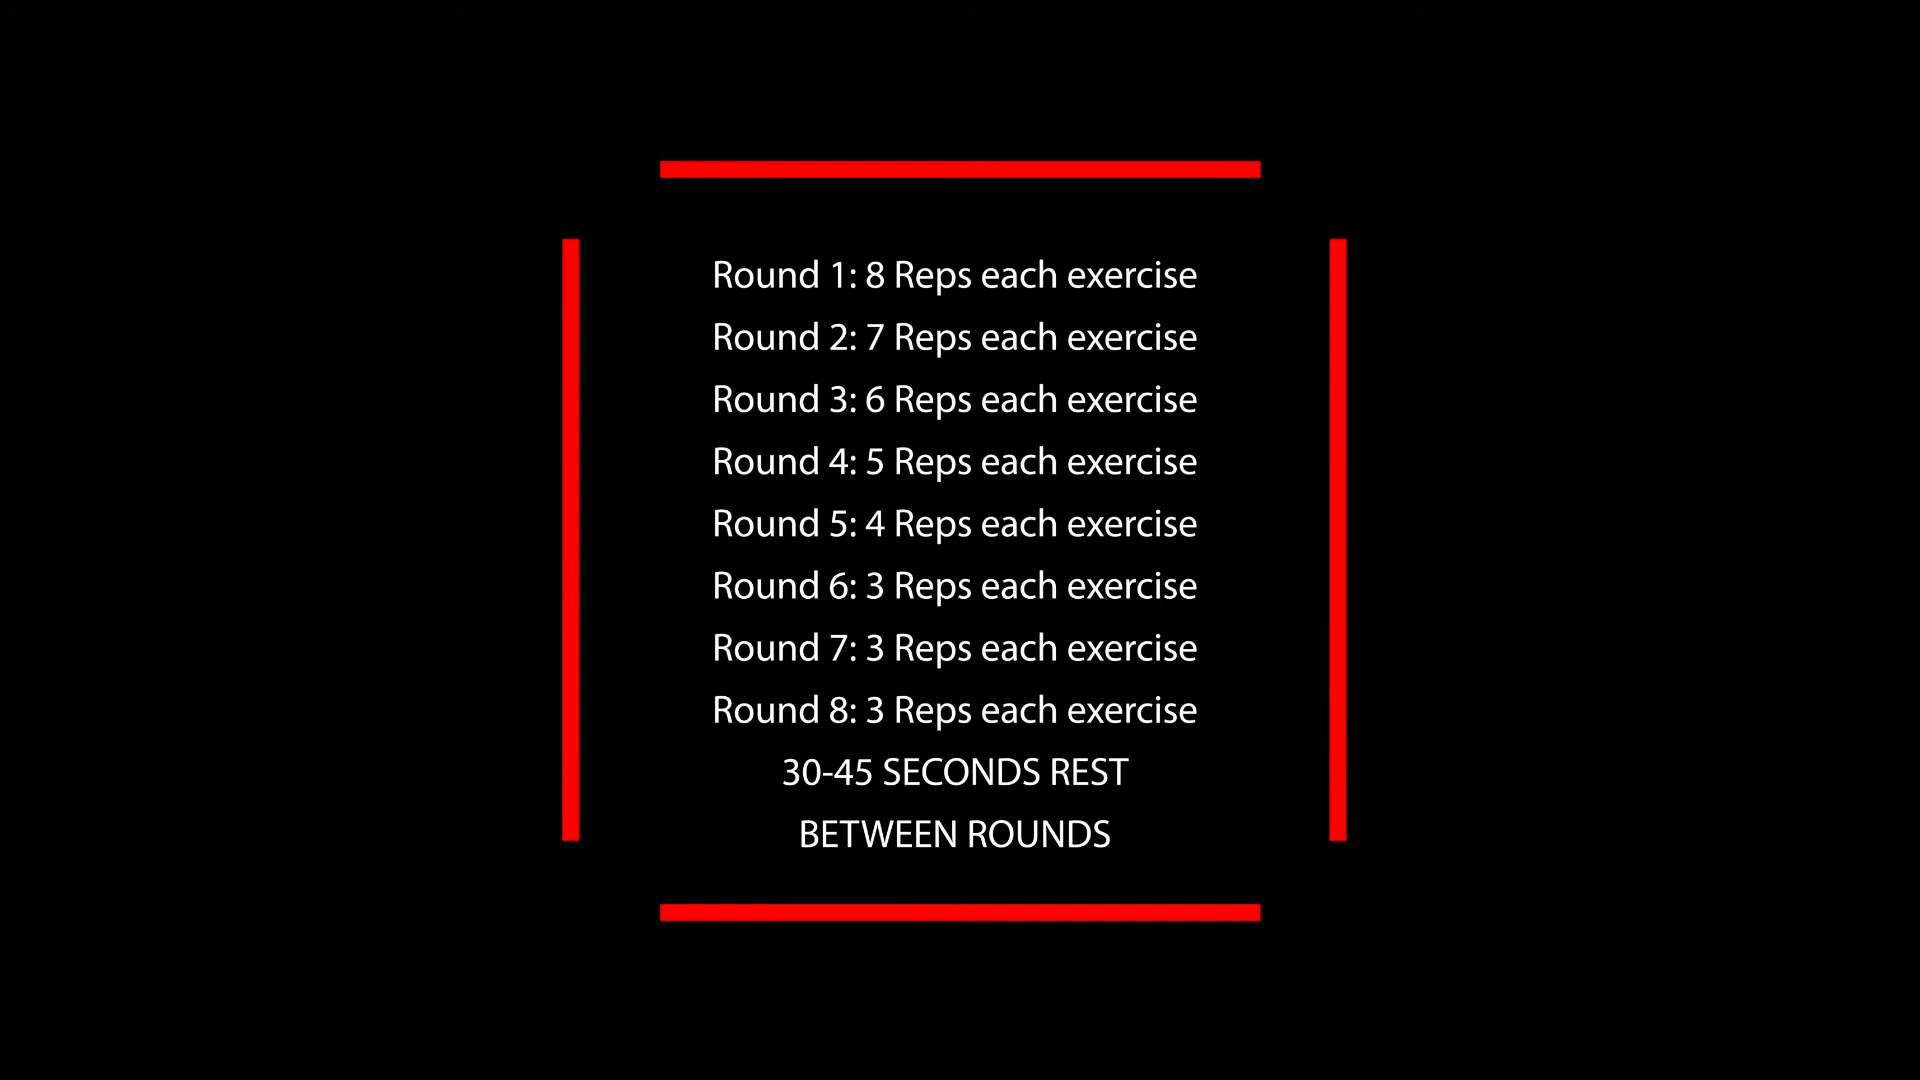 Round 1: 8 Reps each exercise
Round 2: 7 Reps each exercise
Round 3: 6 Reps each exercise
Round 4: 5 Reps each exercise
Round 5: 4 Reps each exercise
Round 6: 3 Reps each exercise
Round 7: 3 Reps each exercise
Round 8: 3 Reps each exercise
30-45 SECONDS REST
BETWEEN ROUNDS